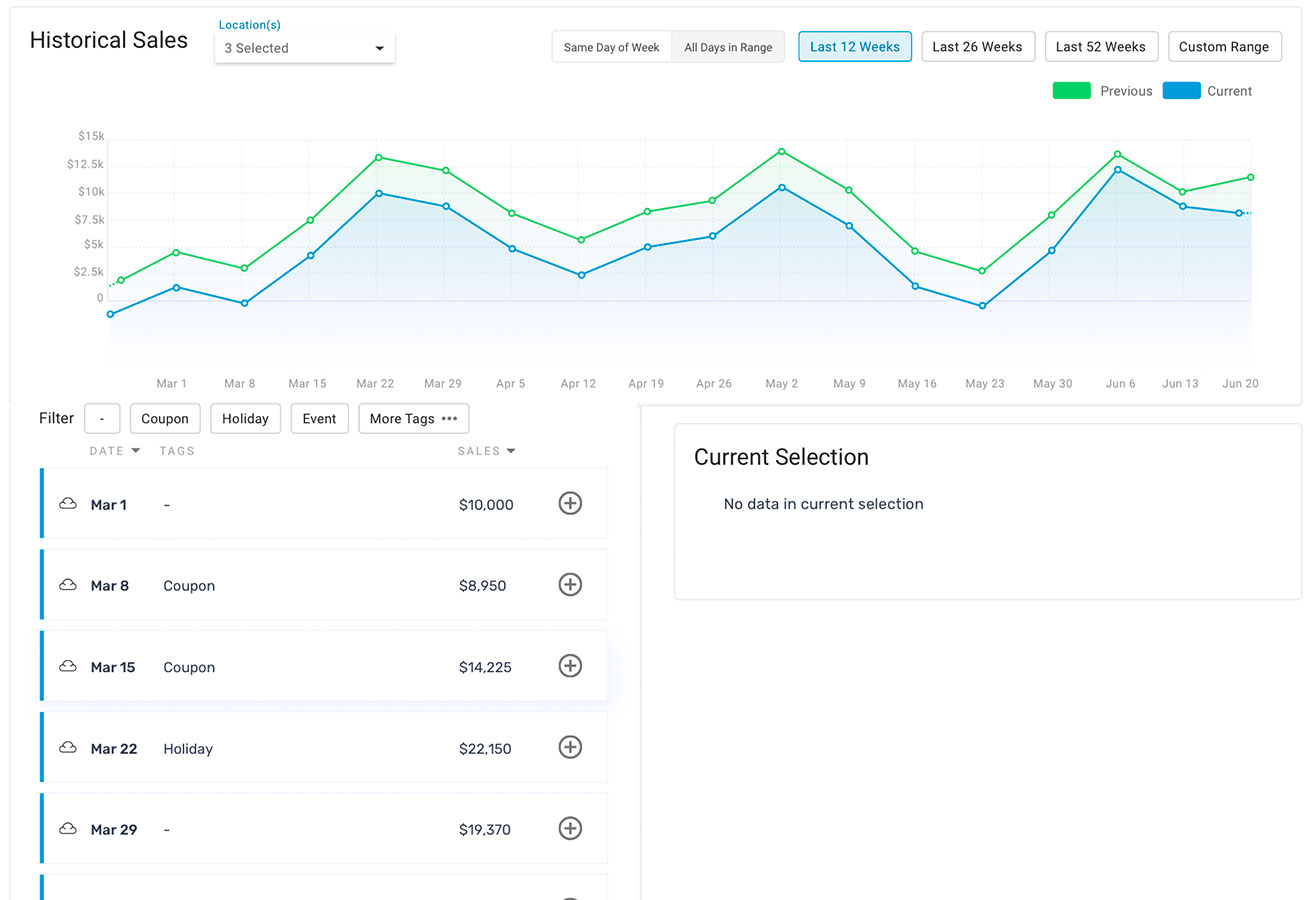 Location(s)
Historical Sales
3 Selected
Same Day of Week
All Days in Range
Last 12 Weeks
Last 26 Weeks
Last 52 Weeks
Custom Range
Previous
Current
$15k
$12.5k
$10k
$7.5k
$5k
$2.5k
0
Mar 1 Mar 8 Mar 15 Mar 22 Mar 29 Apr 5 Apr 12 Apr 19 Apr 26 May 2 May 9 May 16 May 23 May 30 Jun 6 Jun 13 Jun 20
Filter - Coupon Holiday Event More Tags •••
DATE TAGS SALES
Mar 1 - $10,000
Mar 8 Coupon $8,950
Mar 15 Coupon $14,225
Mar 22 Holiday $22,150
Mar 29 - $19,370
Current Selection
No data in current selection